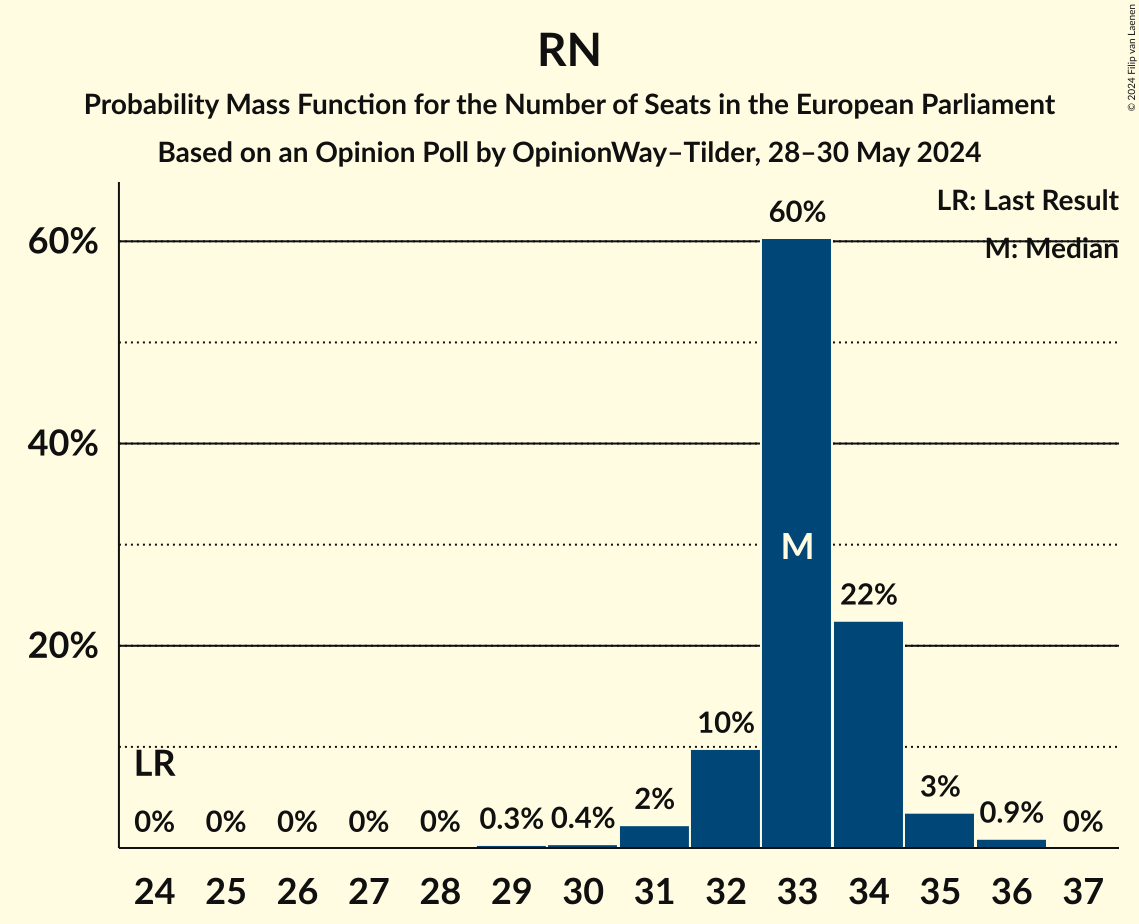 RN
Probability Mass Function for the Number of Seats in the European Parliament
Based on an Opinion Poll by OpinionWay–Tilder, 28–30 May 2024
© 2024 Filip van Laenen
LR: Last Result
M: Median
60%
40%
20%
60%
M
22%
10%
LR
2%
3%
0% 0% 0% 0% 0% 0.3% 0.4% 0.9% 0%
24 25 26 27 28 29 30 31 32 33 34 35 36 37